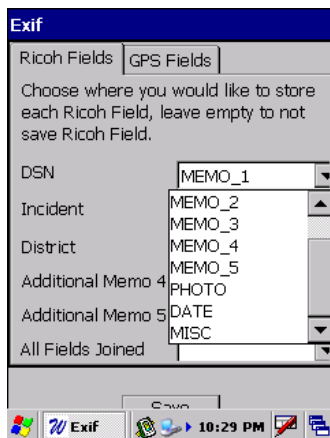 Exif
Ricoh Fields
GPS Fields
Choose where you would like to store
each Ricoh Field, leave empty to not
save Ricoh Field.
DSN
MEMO_1
Incident
MEMO_2
MEMO_3
District
MEMO_4
MEMO_5
Additional Memo 4
PHOTO
Additional Memo 5
DATE
MISC
All Fields Joined
Save
Exif
10:29 PM